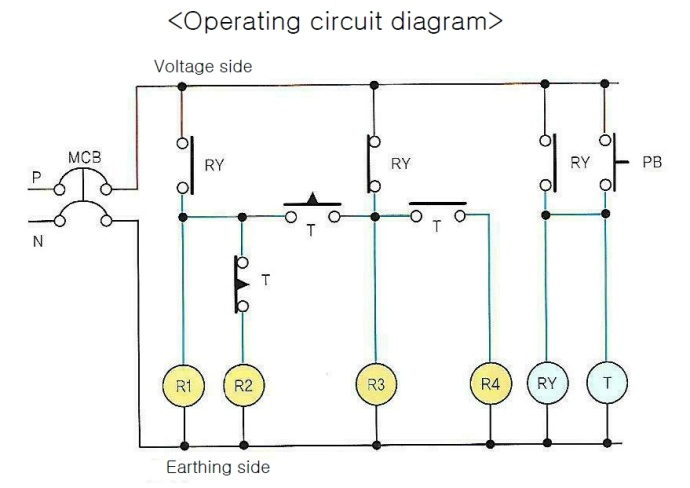 <Operating circuit diagram>
Voltage side
MCB
P
N
RY
RY
RY
PB
T
T
T
R1
R2
R3
R4
RY
T
Earthing side